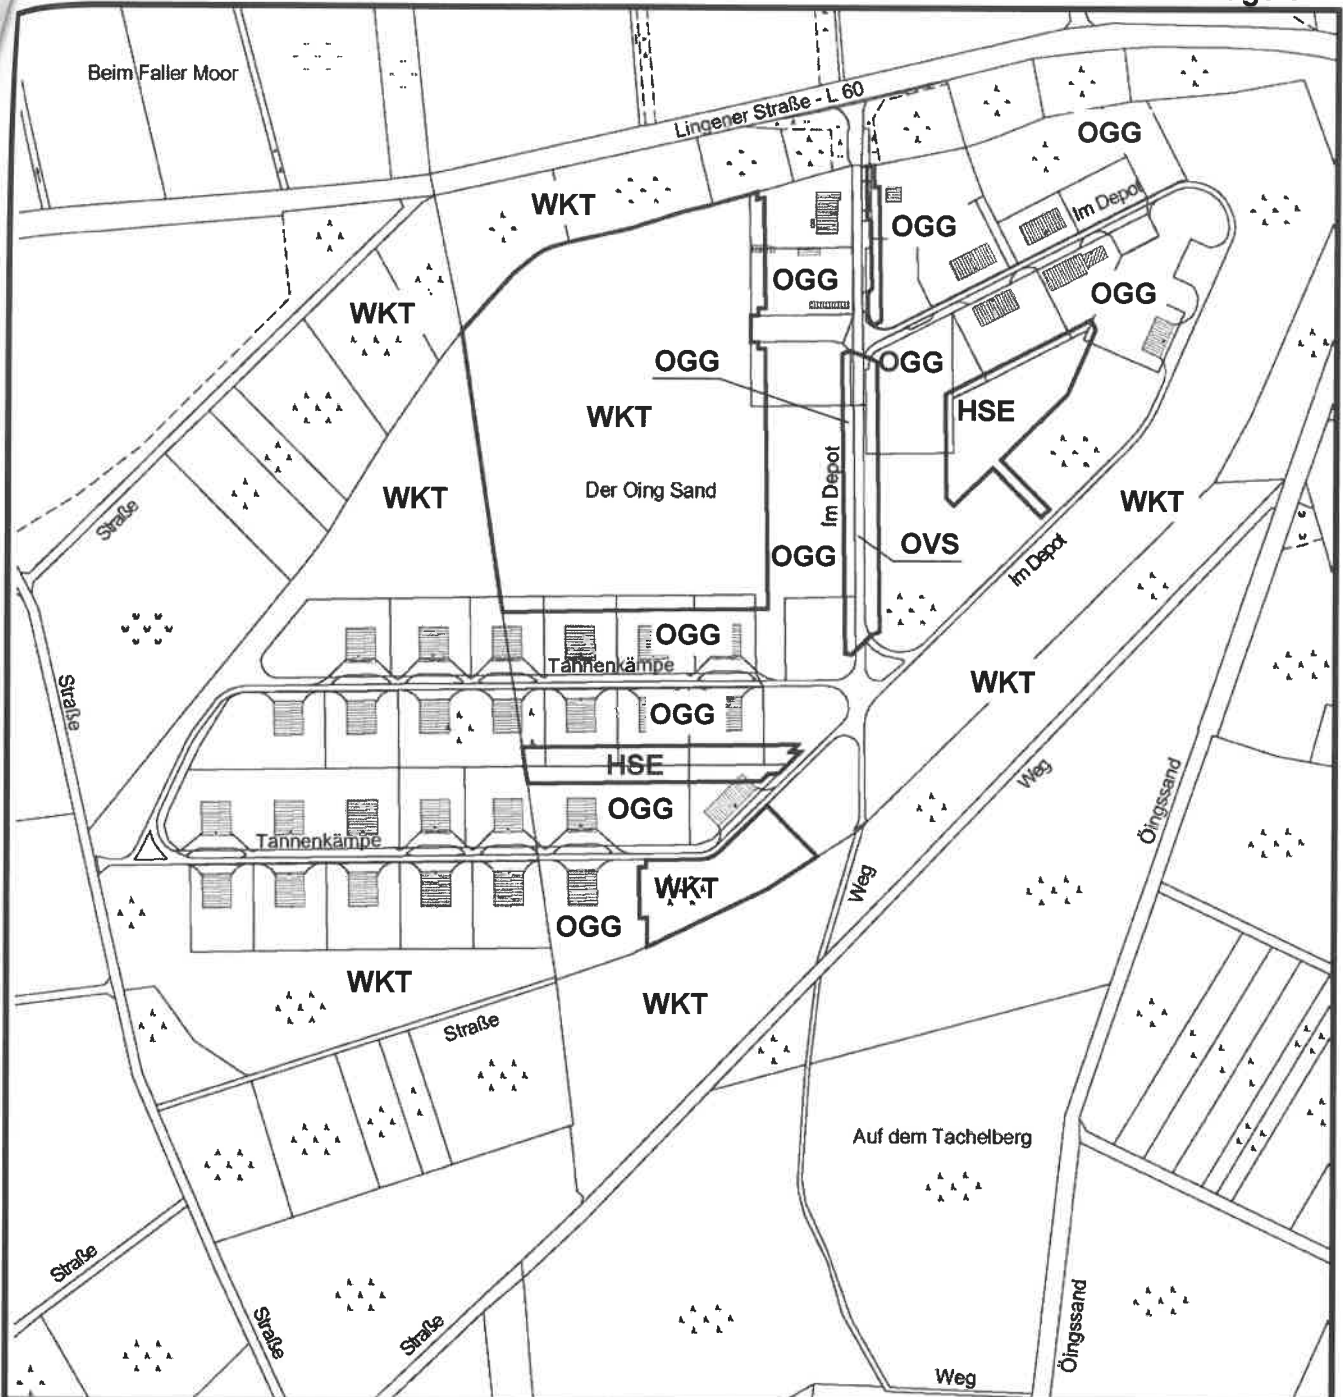 Beim Faller Moor
Lingener Straße - L 60
OGG
WKT
Im Depot
OGG
OGG
OGG
WKT
OGG
OGG
WKT
HSE
Der Oing Sand
WKT
Im Depot
WKT
Straße
OGG
OVS
Im Depot
OGG
Tannenkämpe
Straße
WKT
OGG
HSE
Weg
Öingssand
OGG
Tannenkämpe
WKT
Weg
OGG
WKT
WKT
Straße
Auf dem Tachelberg
Straße
Straße
Straße
Öingssand
Weg